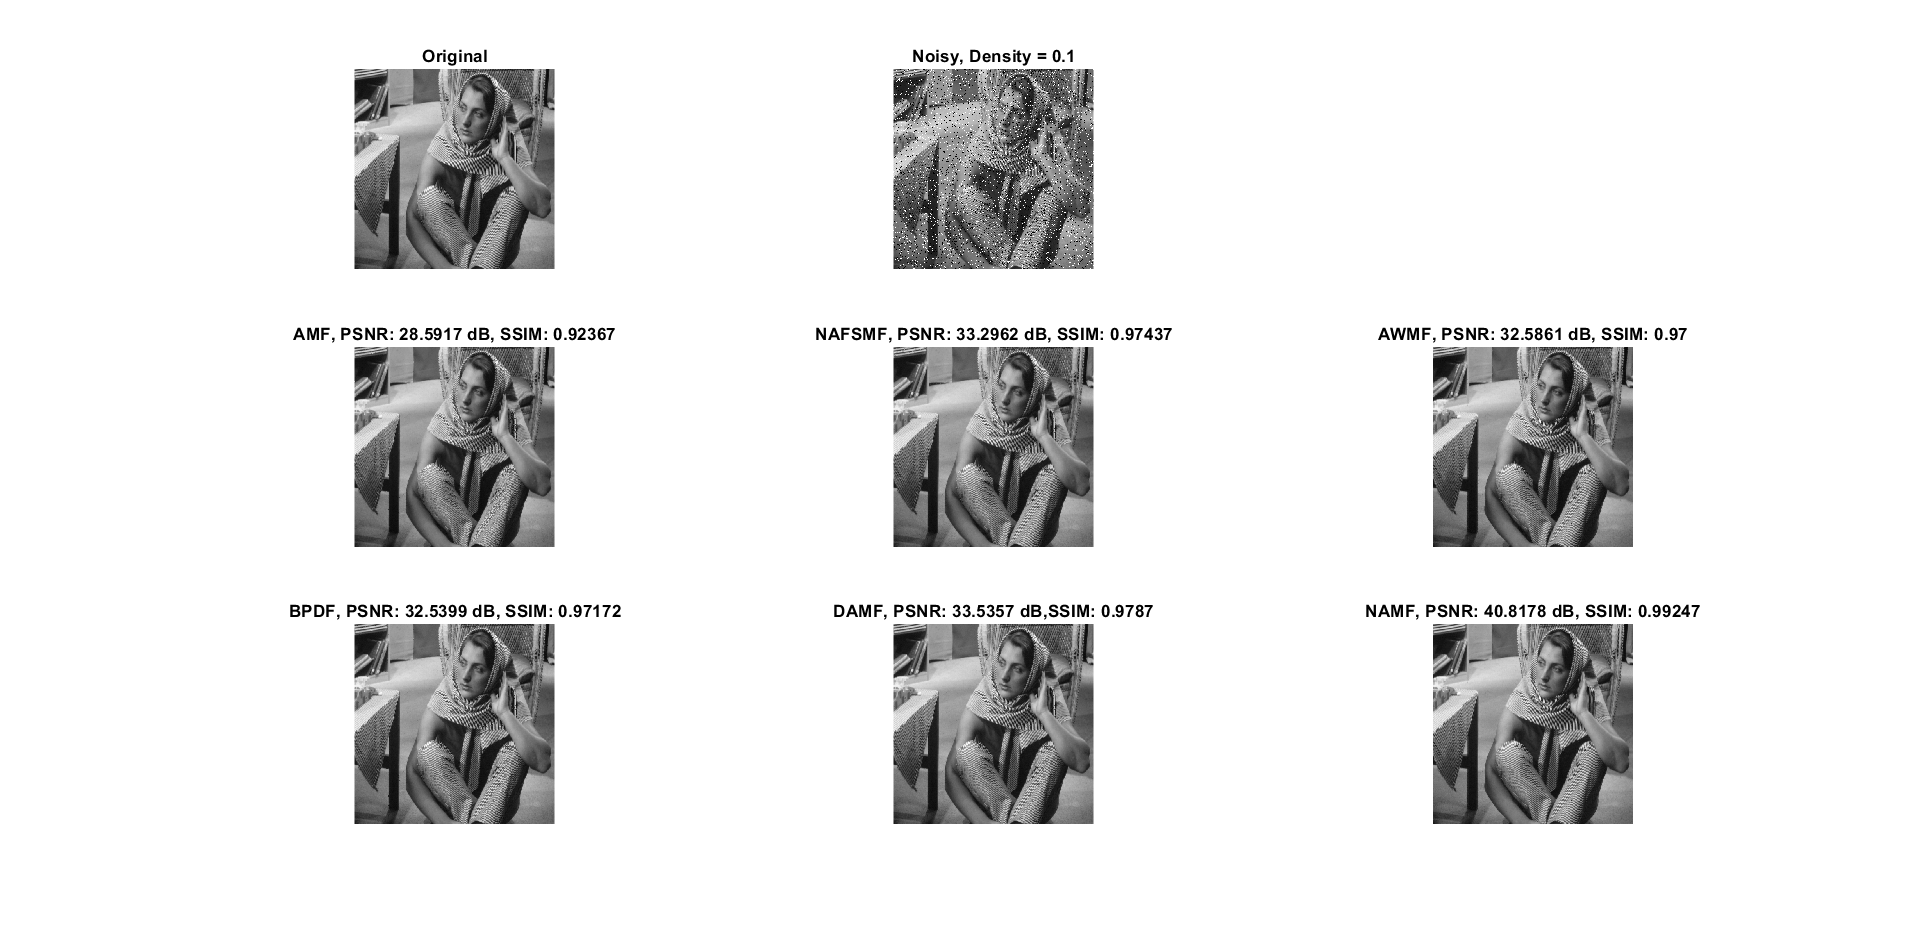 Original
Noisy, Density = 0.1
AMF, PSNR: 28.5917 dB, SSIM: 0.92367
NAFSMF, PSNR: 33.2962 dB, SSIM: 0.97437
AWMF, PSNR: 32.5861 dB, SSIM: 0.97
BPDF, PSNR: 32.5399 dB, SSIM: 0.97172
DAMF, PSNR: 33.5357 dB,SSIM: 0.9787
NAMF, PSNR: 40.8178 dB, SSIM: 0.99247